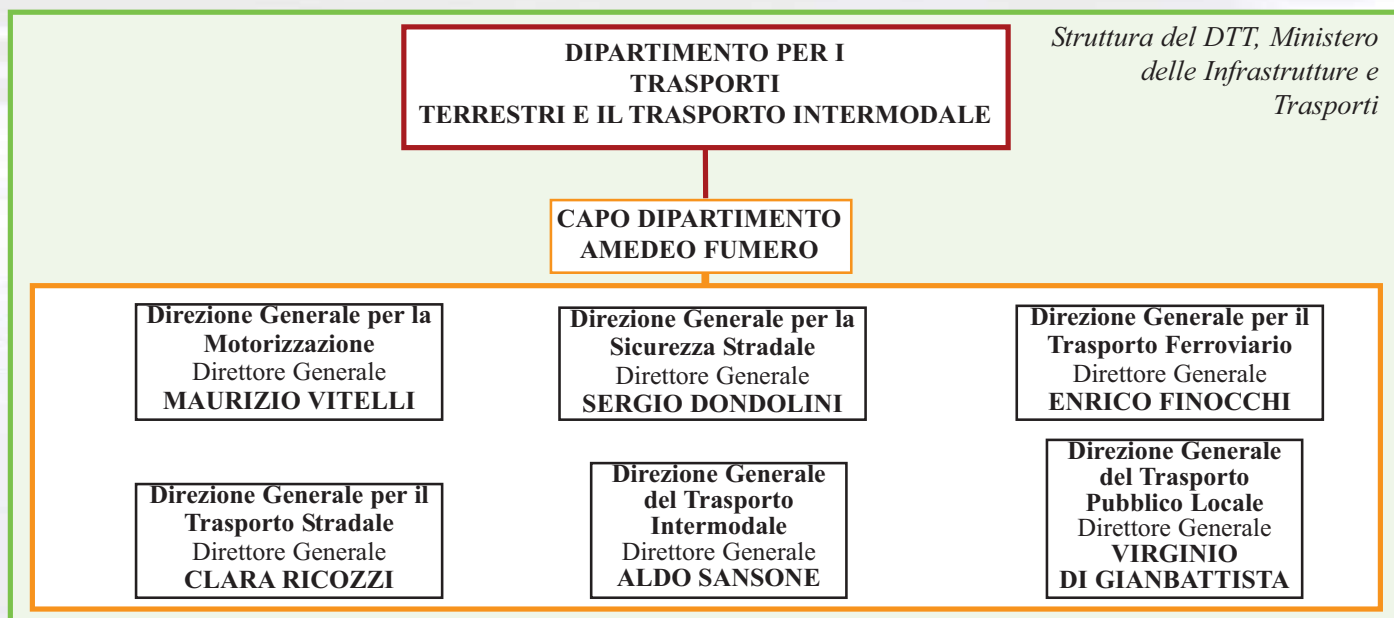 Struttura del DTT, Ministero
delle Infrastrutture e
Trasporti
DIPARTIMENTO PER I
TRASPORTI
TERRESTRI E IL TRASPORTO INTERMODALE
CAPO DIPARTIMENTO
AMEDEO FUMERO
Direzione Generale per la
Motorizzazione
Direttore Generale
MAURIZIO VITELLI
Direzione Generale per la
Sicurezza Stradale
Direttore Generale
SERGIO DONDOLINI
Direzione Generale per il
Trasporto Ferroviario
Direttore Generale
ENRICO FINOCCHI
Direzione Generale per il
Trasporto Stradale
Direttore Generale
CLARA RICOZZI
Direzione Generale
del Trasporto
Intermodale
Direttore Generale
ALDO SANSONE
Direzione Generale
del Trasporto
Pubblico Locale
Direttore Generale
VIRGINIO
DI GIANBATTISTA